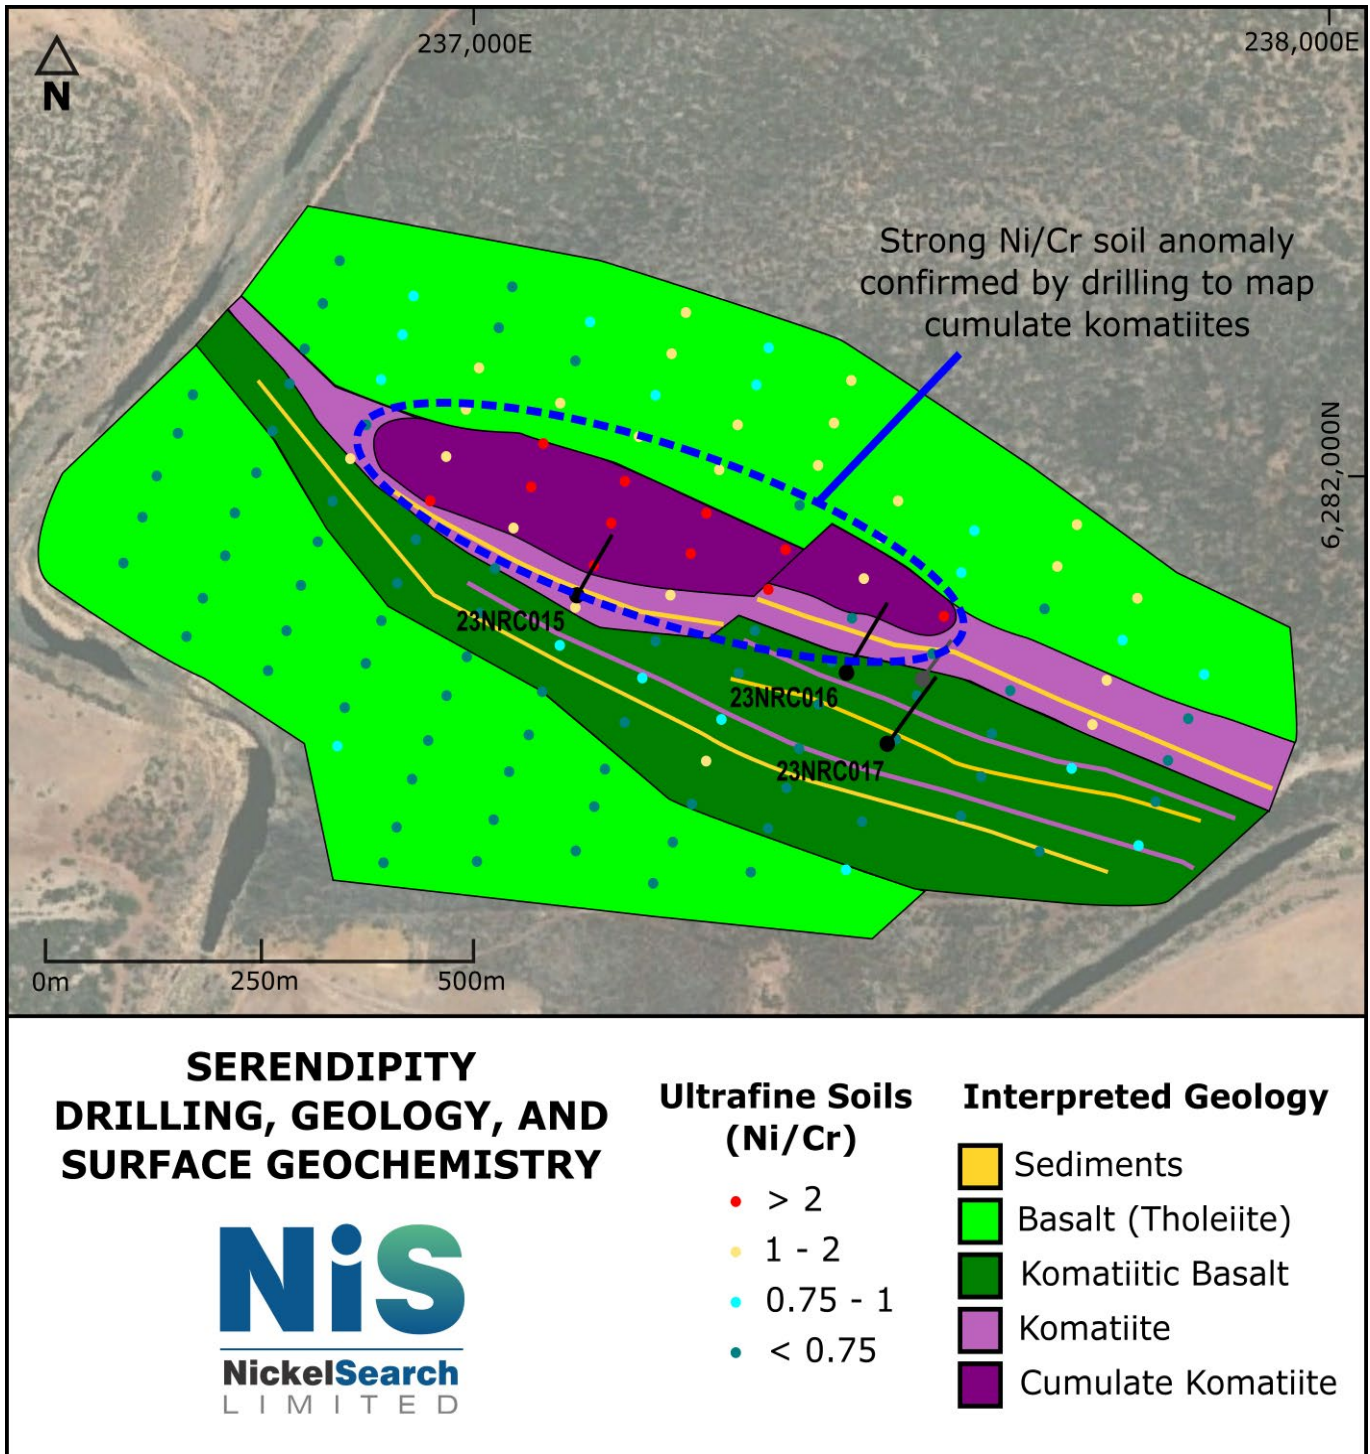 237,000E
238,000E
N
Strong Ni/Cr soil anomaly
confirmed by drilling to map
cumulate komatiites
6,282,000N
23NRC015
23NRC016
23NRC017
0m
250m
500m
SERENDIPITY
DRILLING, GEOLOGY, AND
SURFACE GEOCHEMISTRY
NiS
NickelSearch
LIMITED
Ultrafine Soils
(Ni/Cr)
> 2
1 - 2
0.75 - 1
< 0.75
Interpreted Geology
Sediments
Basalt (Tholeiite)
Komatiitic Basalt
Komatiite
Cumulate Komatiite